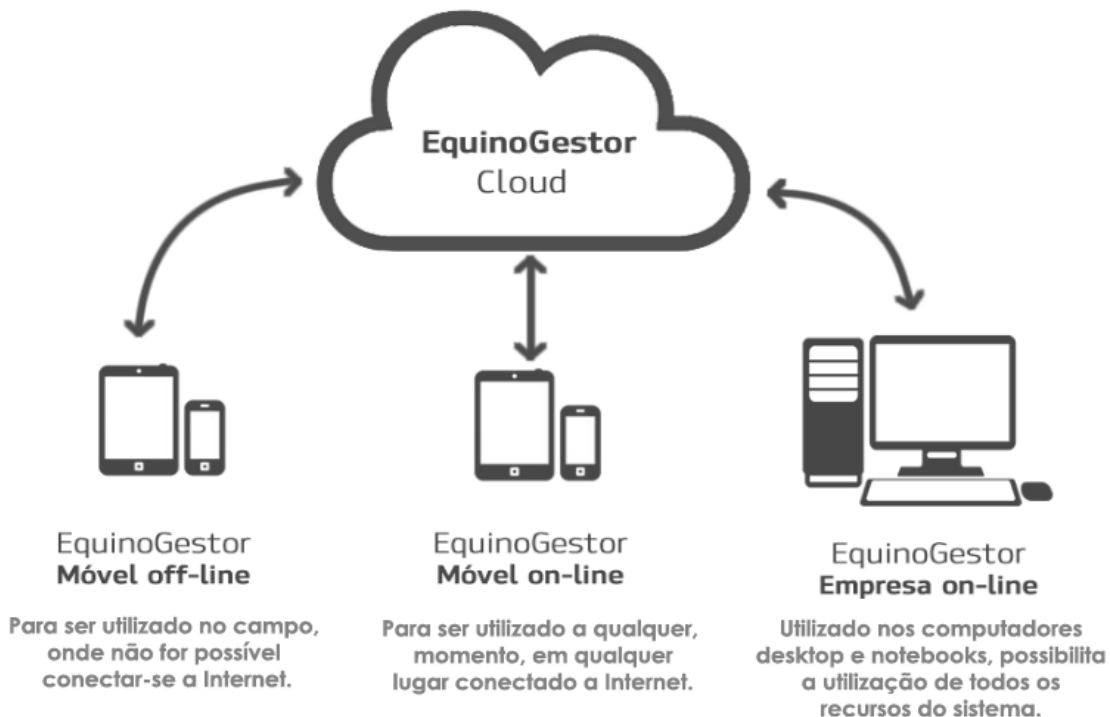 EquinoGestor
Cloud
EquinoGestor
Móvel off-line
Para ser utilizado no campo,
onde não for possível
conectar-se a Internet.
EquinoGestor
Móvel on-line
Para ser utilizado a qualquer,
momento, em qualquer
lugar conectado a Internet.
EquinoGestor
Empresa on-line
Utilizado nos computadores
desktop e notebooks, possibilita
a utilização de todos os
recursos do sistema.